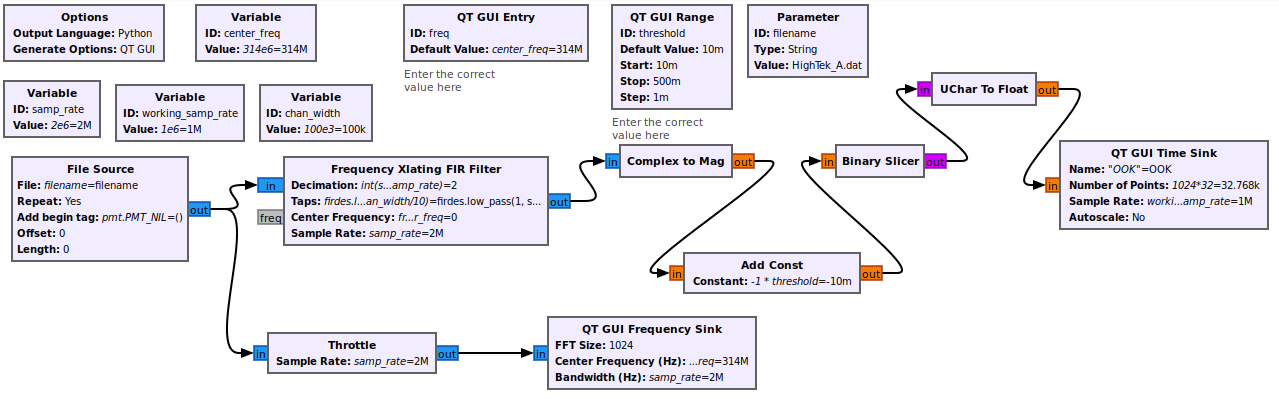 Options
Output Language: Python
Generate Options: QT GUI
Variable
ID: center_freq
Value: 314e6=314M
QT GUI Entry
ID: freq
Default Value: center_freq=314M
Enter the correct
value here
QT GUI Range
ID: threshold
Default Value: 10m
Start: 10m
Stop: 500m
Step: 1m
Enter the correct
value here
Parameter
ID: filename
Type: String
Value: HighTek_A.dat
Variable
ID: samp_rate
Value: 2e6=2M
Variable
ID: working_samp_rate
Value: 1e6=1M
Variable
ID: chan_width
Value: 100e3=100k
File Source
File: filename=filename
Repeat: Yes
Add begin tag: pmt.PMT_NIL=()
Offset: 0
Length: 0
out
in
freq
Frequency Xlating FIR Filter
Decimation: int(s...amp_rate)=2
Taps: firdes.l...an_width/10)=firdes.low_pass(1, s...
Center Frequency: fr...r_freq=0
Sample Rate: samp_rate=2M
out
in
Complex to Mag
out
in
Add Const
Constant: -1 * threshold=-10m
out
in
Binary Slicer
out
in
UChar To Float
out
in
QT GUI Time Sink
Name: "OOK"=OOK
Number of Points: 1024*32=32.768k
Sample Rate: worki...amp_rate=1M
Autoscale: No
in
Throttle
Sample Rate: samp_rate=2M
out
in
QT GUI Frequency Sink
FFT Size: 1024
Center Frequency (Hz): ...req=314M
Bandwidth (Hz): samp_rate=2M